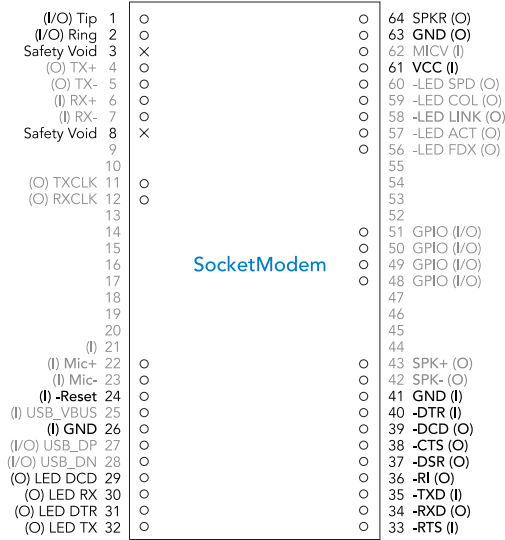 (I/O) Tip 1
(I/O) Ring 2
Safety Void 3
(O) TX+ 4
(O) TX- 5
(I) RX+ 6
(I) RX- 7
Safety Void 8
9
10
(O) TXCLK 11
(O) RXCLK 12
13
14
15
16
17
18
19
20
(I) 21
(I) Mic+ 22
(I) Mic- 23
(I) -Reset 24
(I) USB_VBUS 25
(I) GND 26
(I/O) USB_DP 27
(I/O) USB_DN 28
(O) LED DCD 29
(O) LED RX 30
(O) LED DTR 31
(O) LED TX 32
SocketModem
64 SPKR (O)
63 GND (O)
62 MICV (I)
61 VCC (I)
60 -LED SPD (O)
59 -LED COL (O)
58 -LED LINK (O)
57 -LED ACT (O)
56 -LED FDX (O)
55
54
53
52
51 GPIO (I/O)
50 GPIO (I/O)
49 GPIO (I/O)
48 GPIO (I/O)
47
46
45
44
43 SPK+ (O)
42 SPK- (O)
41 GND (I)
40 -DTR (I)
39 -DCD (O)
38 -CTS (O)
37 -DSR (O)
36 -RI (O)
35 -TXD (I)
34 -RXD (O)
33 -RTS (I)